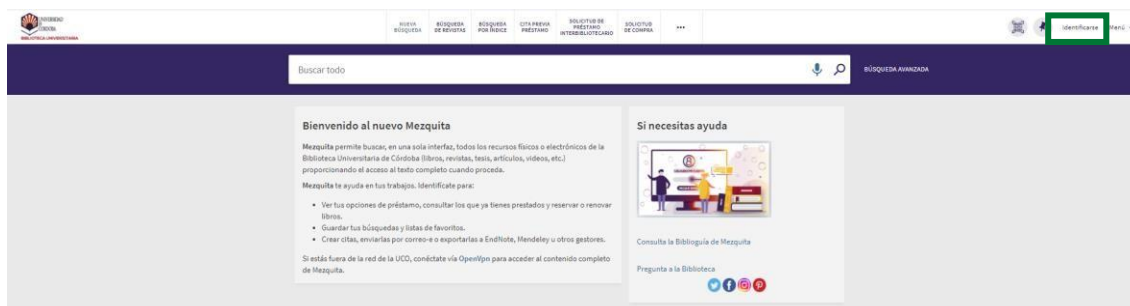 UNIVERSIDAD
DE
CÓRDOBA
BIBLIOTECA UNIVERSITARIA
NUEVA
BÚSQUEDA
BÚSQUEDA
DE REVISTAS
BÚSQUEDA
POR ÍNDICE
CITA PREVIA
PRÉSTAMO
SOLICITUD DE
PRÉSTAMO
INTERBIBLIOTECARIO
SOLICITUD
DE COMPRA
•••
Identificarse
Menú
Buscar todo
BÚSQUEDA AVANZADA
Bienvenido al nuevo Mezquita
Mezquita permite buscar, en una sola interfaz, todos los recursos físicos o electrónicos de la
Biblioteca Universitaria de Córdoba (libros, revistas, tesis, artículos, videos, etc.)
proporcionando el acceso al texto completo cuando proceda.
Mezquita te ayuda en tus trabajos. Identifícate para:
• Ver tus opciones de préstamo, consultar los que ya tienes prestados y reservar o renovar
libros.
• Guardar tus búsquedas y listas de favoritos.
• Crear citas, enviarlas por correo-e o exportarlas a EndNote, Mendeley u otros gestores.
Si estás fuera de la red de la UCO, conéctate vía OpenVpn para acceder al contenido completo
de Mezquita.
Si necesitas ayuda
Consulta la Biblioguía de Mezquita
Pregunta a la Biblioteca